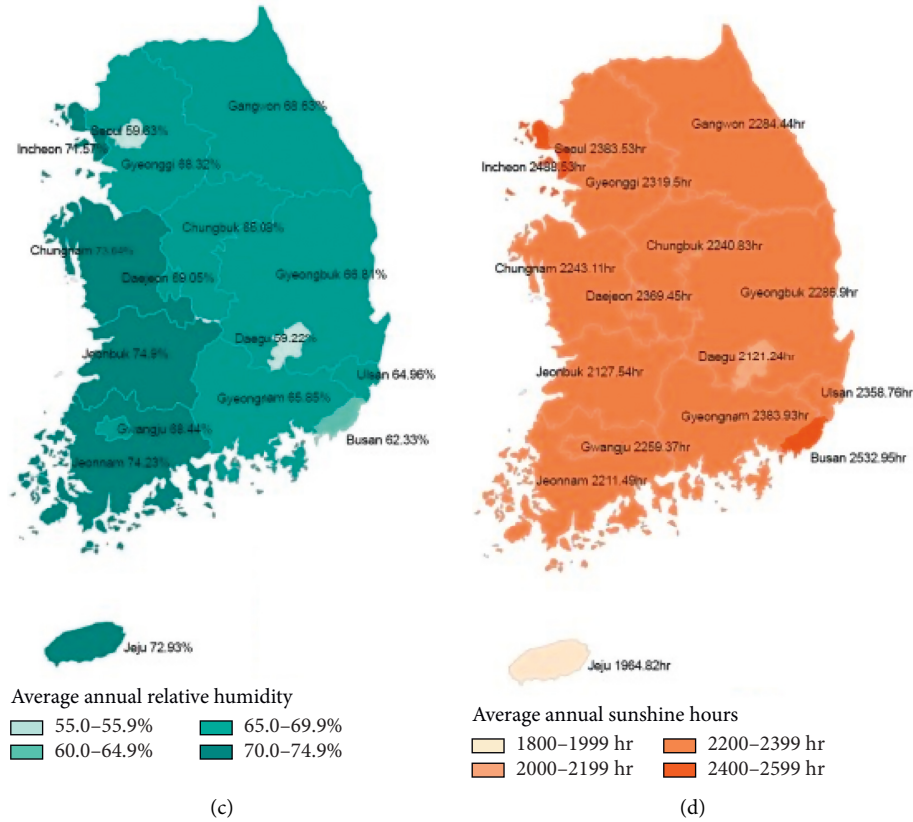 Gangwon 68.63%
Seoul 59.63%
Incheon 71.57%
Gyeonggi 68.32%
Chungbuk 66.08%
Chungnam 73.64%
Gyeongbuk 66.81%
Daejeon 69.05%
Daegu 59.22%
Jeonbuk 74.9%
Ulsan 64.96%
Gyeongnam 65.65%
Gwangju 68.44%
Busan 62.33%
Jeonnam 74.23%
Jeju 72.93%
Average annual relative humidity
55.0–55.9%
65.0–69.9%
60.0–64.9%
70.0–74.9%
(c)
Gangwon 2284.44hr
Seoul 2383.53hr
Incheon 2488.53hr
Gyeonggi 2319.5hr
Chungbuk 2240.83hr
Chungnam 2243.11hr
Gyeongbuk 2286.9hr
Daejeon 2369.45hr
Daegu 2121.24hr
Jeonbuk 2127.54hr
Ulsan 2358.76hr
Gyeongnam 2383.93hr
Gwangju 2259.37hr
Busan 2532.95hr
Jeonnam 2211.49hr
Jeju 1964.82hr
Average annual sunshine hours
1800–1999 hr
2200–2399 hr
2000–2199 hr
2400–2599 hr
(d)